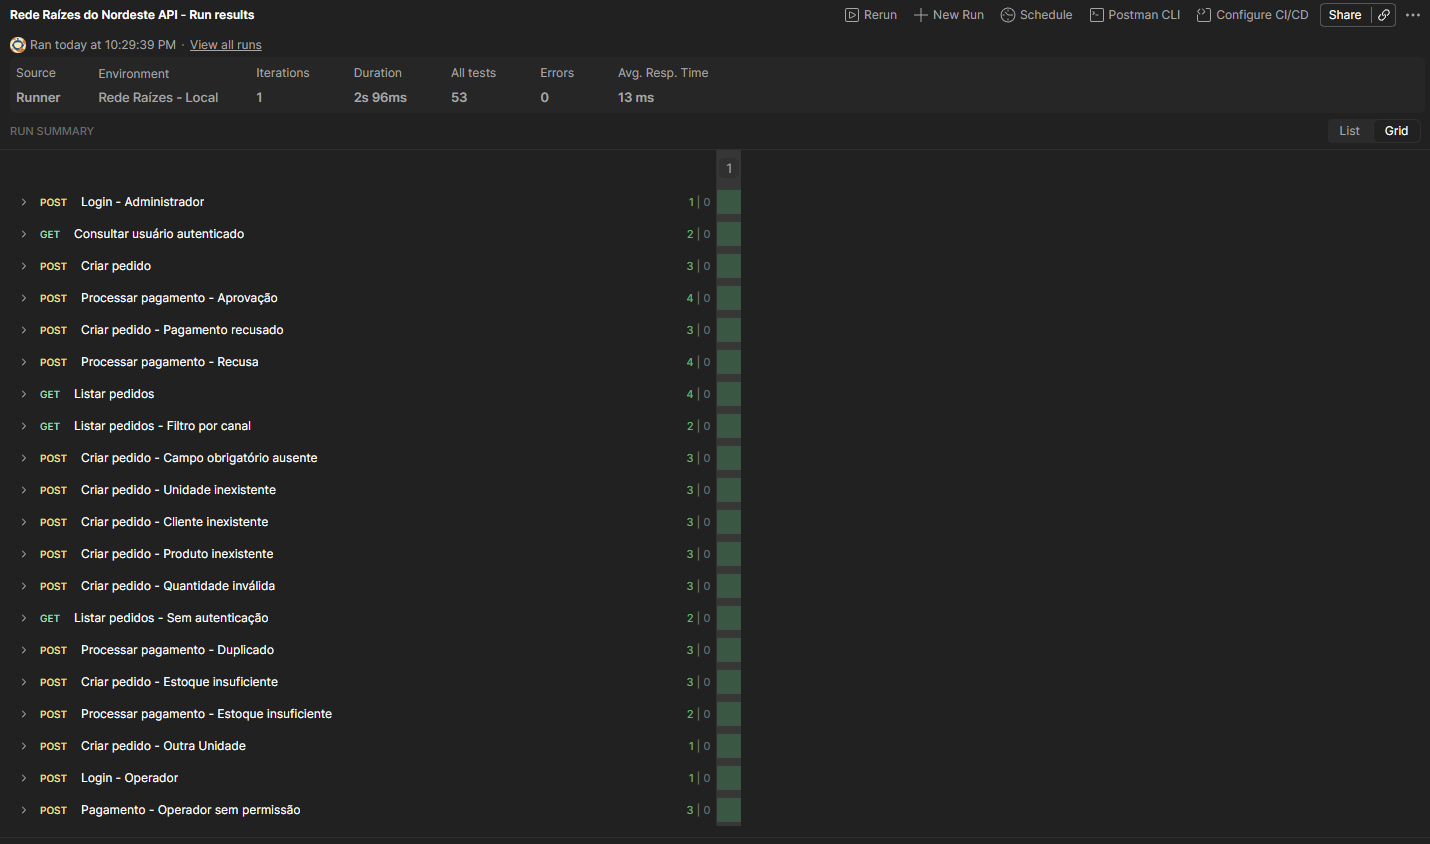 Rede Raízes do Nordeste API - Run results
Rerun New Run Schedule Postman CLI Configure CI/CD Share
Ran today at 10:29:39 PM · View all runs
Source Environment Iterations Duration All tests Errors Avg. Resp. Time
Runner Rede Raízes - Local 1 2s 96ms 53 0 13 ms
RUN SUMMARY List Grid
1
POST Login - Administrador 1 | 0
GET Consultar usuário autenticado 2 | 0
POST Criar pedido 3 | 0
POST Processar pagamento - Aprovação 4 | 0
POST Criar pedido - Pagamento recusado 3 | 0
POST Processar pagamento - Recusa 4 | 0
GET Listar pedidos 4 | 0
GET Listar pedidos - Filtro por canal 2 | 0
POST Criar pedido - Campo obrigatório ausente 3 | 0
POST Criar pedido - Unidade inexistente 3 | 0
POST Criar pedido - Cliente inexistente 3 | 0
POST Criar pedido - Produto inexistente 3 | 0
POST Criar pedido - Quantidade inválida 3 | 0
GET Listar pedidos - Sem autenticação 2 | 0
POST Processar pagamento - Duplicado 3 | 0
POST Criar pedido - Estoque insuficiente 3 | 0
POST Processar pagamento - Estoque insuficiente 2 | 0
POST Criar pedido - Outra Unidade 1 | 0
POST Login - Operador 1 | 0
POST Pagamento - Operador sem permissão 3 | 0